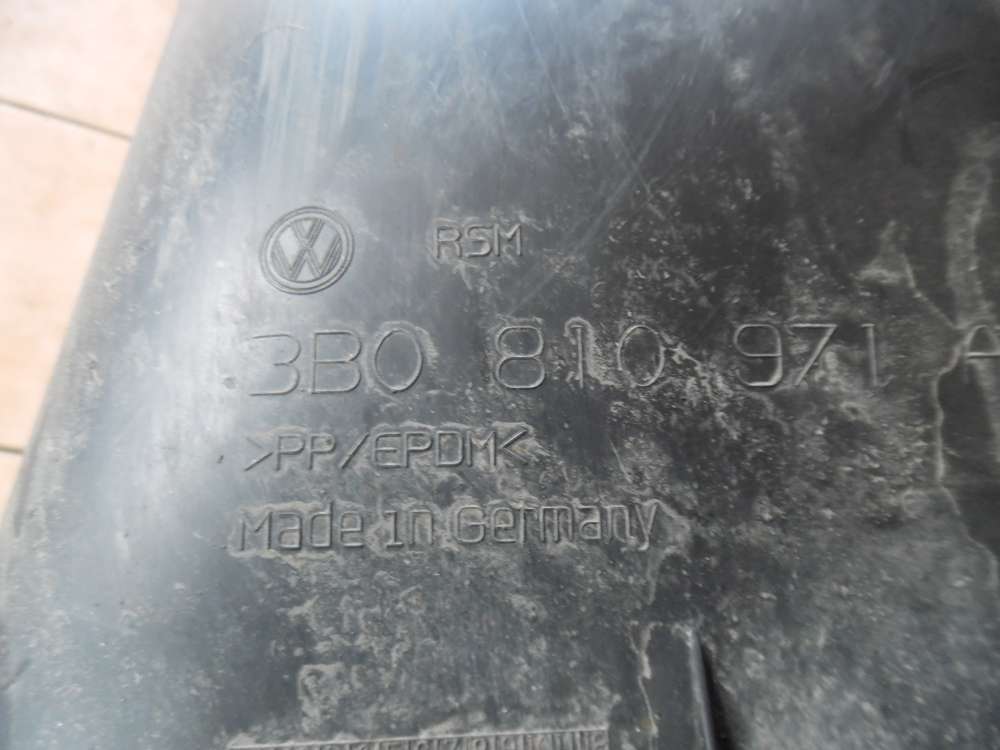 RSM
3B0 810 971 A
>PP/EPDM<
Made in Germany